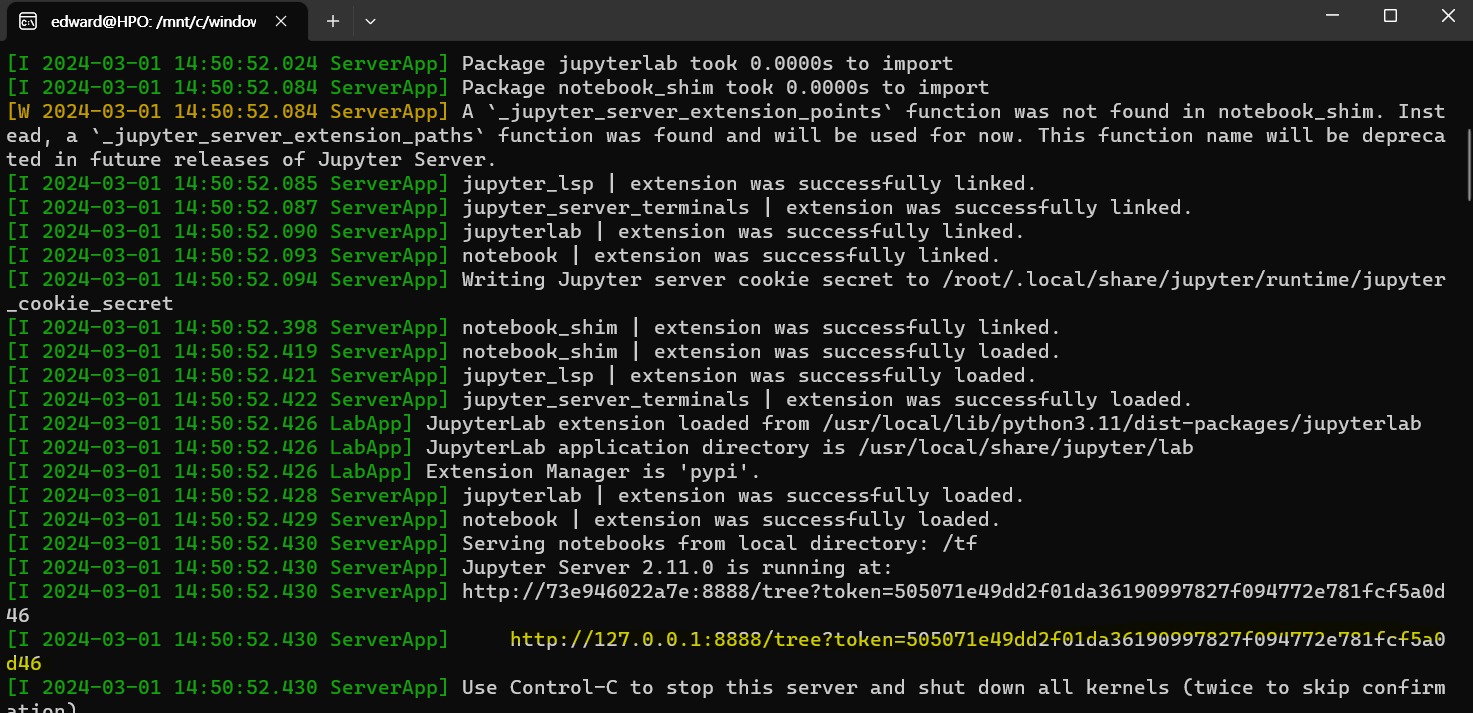 edward@HPO: /mnt/c/window
[I 2024-03-01 14:50:52.024 ServerApp] Package jupyterlab took 0.0000s to import
[I 2024-03-01 14:50:52.084 ServerApp] Package notebook_shim took 0.0000s to import
[W 2024-03-01 14:50:52.084 ServerApp] A `_jupyter_server_extension_points` function was not found in notebook_shim. Inst
ead, a `_jupyter_server_extension_paths` function was found and will be used for now. This function name will be depreca
ted in future releases of Jupyter Server.
[I 2024-03-01 14:50:52.085 ServerApp] jupyter_lsp | extension was successfully linked.
[I 2024-03-01 14:50:52.087 ServerApp] jupyter_server_terminals | extension was successfully linked.
[I 2024-03-01 14:50:52.090 ServerApp] jupyterlab | extension was successfully linked.
[I 2024-03-01 14:50:52.093 ServerApp] notebook | extension was successfully linked.
[I 2024-03-01 14:50:52.094 ServerApp] Writing Jupyter server cookie secret to /root/.local/share/jupyter/runtime/jupyter
_cookie_secret
[I 2024-03-01 14:50:52.398 ServerApp] notebook_shim | extension was successfully linked.
[I 2024-03-01 14:50:52.419 ServerApp] notebook_shim | extension was successfully loaded.
[I 2024-03-01 14:50:52.421 ServerApp] jupyter_lsp | extension was successfully loaded.
[I 2024-03-01 14:50:52.422 ServerApp] jupyter_server_terminals | extension was successfully loaded.
[I 2024-03-01 14:50:52.426 LabApp] JupyterLab extension loaded from /usr/local/lib/python3.11/dist-packages/jupyterlab
[I 2024-03-01 14:50:52.426 LabApp] JupyterLab application directory is /usr/local/share/jupyter/lab
[I 2024-03-01 14:50:52.426 LabApp] Extension Manager is 'pypi'.
[I 2024-03-01 14:50:52.428 ServerApp] jupyterlab | extension was successfully loaded.
[I 2024-03-01 14:50:52.429 ServerApp] notebook | extension was successfully loaded.
[I 2024-03-01 14:50:52.430 ServerApp] Serving notebooks from local directory: /tf
[I 2024-03-01 14:50:52.430 ServerApp] Jupyter Server 2.11.0 is running at:
[I 2024-03-01 14:50:52.430 ServerApp] http://73e946022a7e:8888/tree?token=505071e49dd2f01da36190997827f094772e781fcf5a0d
46
[I 2024-03-01 14:50:52.430 ServerApp]     http://127.0.0.1:8888/tree?token=505071e49dd2f01da36190997827f094772e781fcf5a0
d46
[I 2024-03-01 14:50:52.430 ServerApp] Use Control-C to stop this server and shut down all kernels (twice to skip confirm
ation)